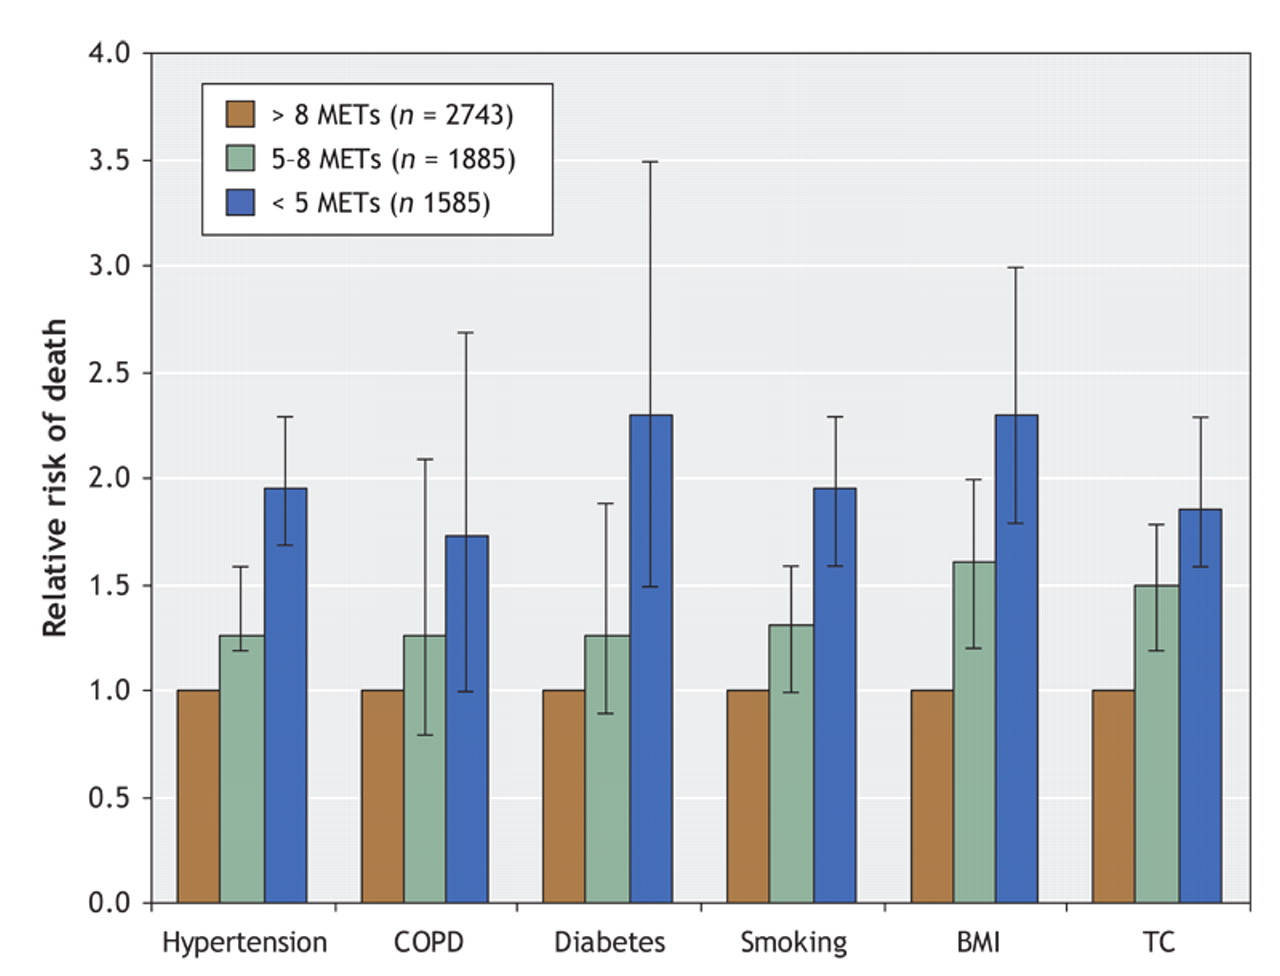 4.0
3.5
3.0
2.5
2.0
1.5
1.0
0.5
0.0
Relative risk of death
> 8 METs (n = 2743)
5-8 METs (n = 1885)
< 5 METs (n 1585)
Hypertension COPD Diabetes Smoking BMI TC